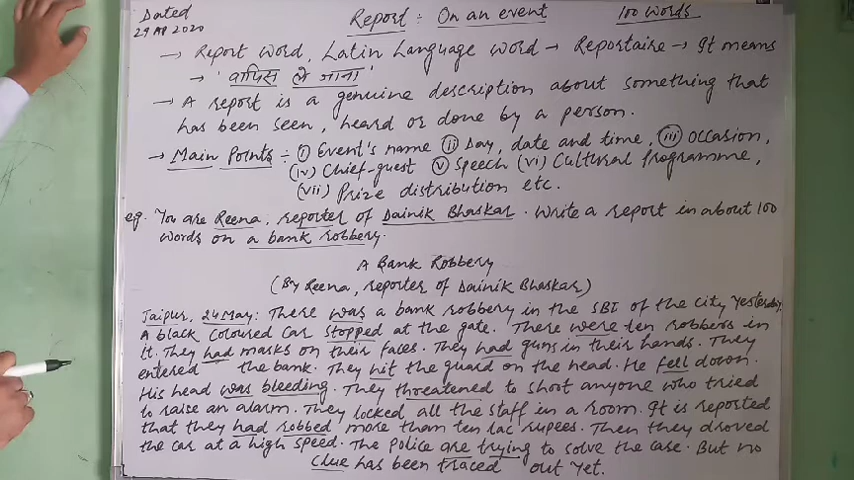 Dated
29 AP 2020
Report : On an event 100 words
→ Report word, Latin Language word → Reportaire → It means
→ 'वापिस ले जाना'
→ A report is a genuine description about something that
has been seen, heard or done by a person.
→ Main Points :- (i) Event's name (ii) Day, date and time, (iii) Occasion,
(iv) Chief-guest (v) Speech (vi) Cultural Programme,
(vii) Prize distribution etc.
eg. You are Reena, reporter of Dainik Bhaskar. Write a report in about 100
words on a bank robbery.
A Bank Robbery
(By Reena, reporter of Dainik Bhaskar)
Jaipur, 24 May: There was a bank robbery in the SBI of the city yesterday.
A black coloured car stopped at the gate. There were ten robbers in
it. They had masks on their faces. They had guns in their hands. They
entered the bank. They hit the guard on the head. He fell down.
His head was bleeding. They threatened to shoot anyone who tried
to raise an alarm. They locked all the staff in a room. It is reported
that they had robbed more than ten lac rupees. Then they droved
the car at a high speed. The police are trying to solve the case. But no
clue has been traced out yet.